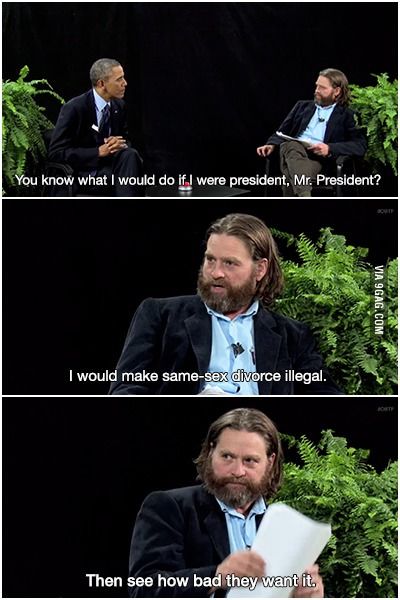 You know what I would do if I were president, Mr. President?
I would make same-sex divorce illegal.
VIA 9GAG.COM
Then see how bad they want it.